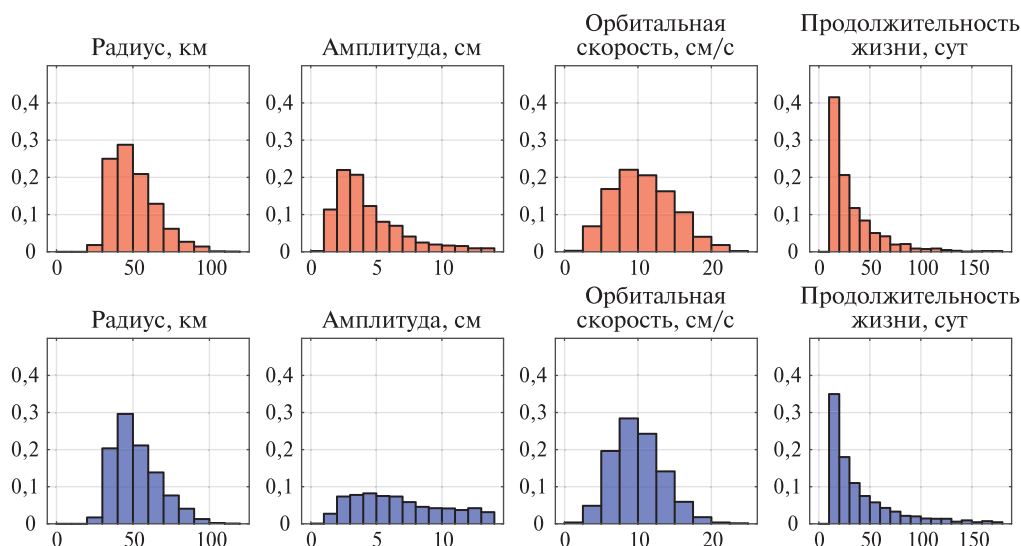 Радиус, км
0,4
0,3
0,2
0,1
0
0 50 100
Амплитуда, см
0,4
0,3
0,2
0,1
0
0 5 10
Орбитальная
скорость, см/с
0,4
0,3
0,2
0,1
0
0 10 20
Продолжительность
жизни, сут
0,4
0,3
0,2
0,1
0
0 50 100 150
Радиус, км
0,4
0,3
0,2
0,1
0
0 50 100
Амплитуда, см
0,4
0,3
0,2
0,1
0
0 5 10
Орбитальная
скорость, см/с
0,4
0,3
0,2
0,1
0
0 10 20
Продолжительность
жизни, сут
0,4
0,3
0,2
0,1
0
0 50 100 150